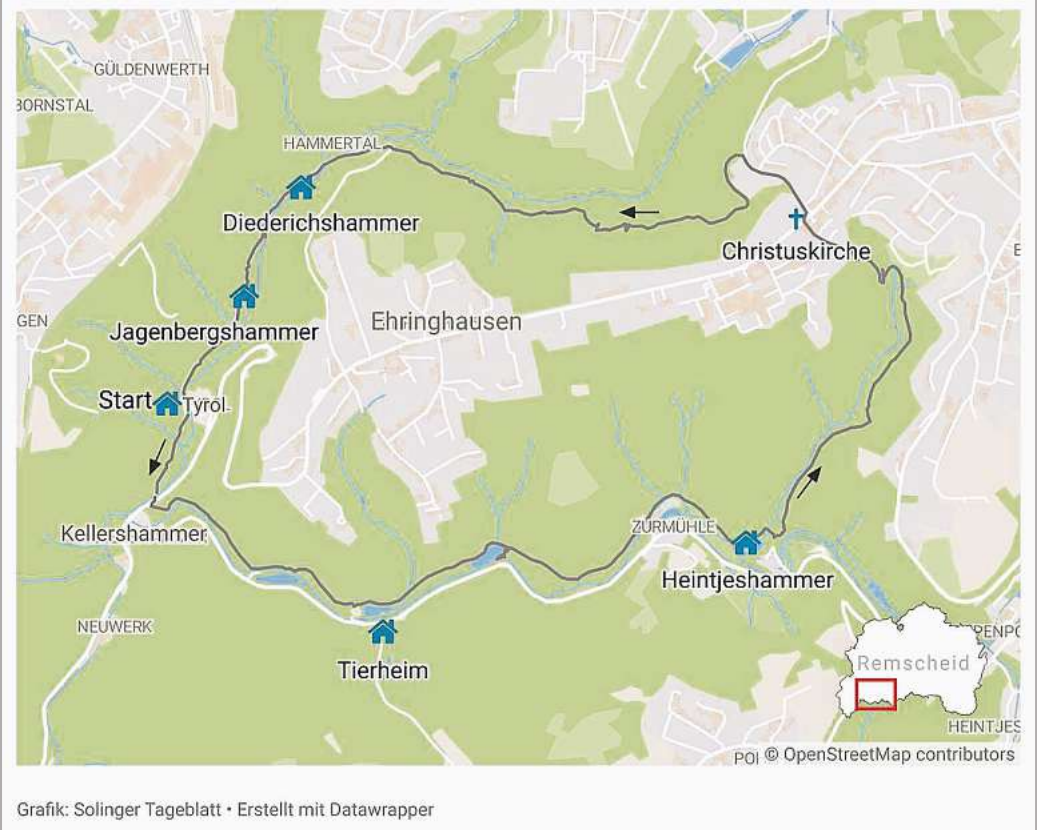 GÜLDENWERTH
BORNSTAL
HAMMERTAL
Diederichshammer
Christuskirche
GEN
Jagenbergshammer
Ehringhausen
E
Start
Tyrol
Kellershammer
ZURMÜHLE
Heintjeshammer
NEUWERK
Tierheim
PENPO
Remscheid
HEINTJES
POI © OpenStreetMap contributors
Grafik: Solinger Tageblatt • Erstellt mit Datawrapper